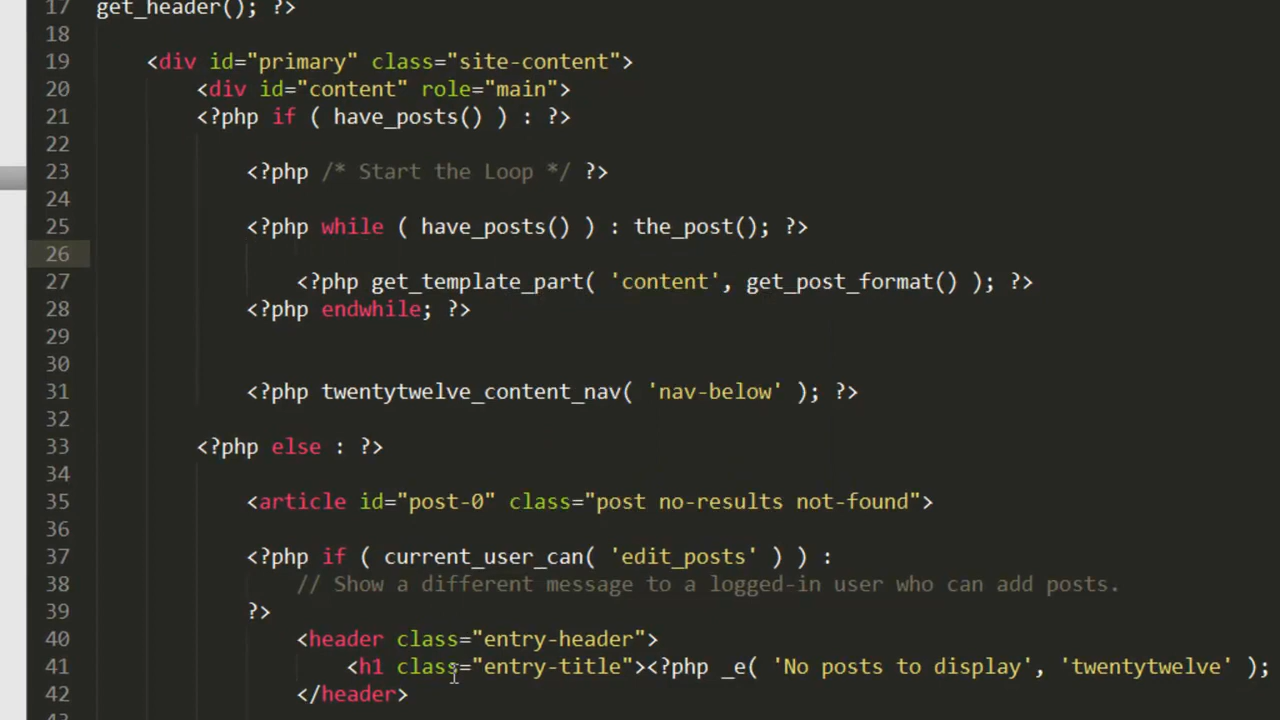 17 get_header(); ?>
18
19 <div id="primary" class="site-content">
20 <div id="content" role="main">
21 <?php if ( have_posts() ) : ?>
22
23 <?php /* Start the Loop */ ?>
24
25 <?php while ( have_posts() ) : the_post(); ?>
26
27 <?php get_template_part( 'content', get_post_format() ); ?>
28 <?php endwhile; ?>
29
30
31 <?php twentytwelve_content_nav( 'nav-below' ); ?>
32
33 <?php else : ?>
34
35 <article id="post-0" class="post no-results not-found">
36
37 <?php if ( current_user_can( 'edit_posts' ) ) :
38 // Show a different message to a logged-in user who can add posts.
39 ?>
40 <header class="entry-header">
41 <h1 class="entry-title"><?php _e( 'No posts to display', 'twentytwelve' );
42 </header>